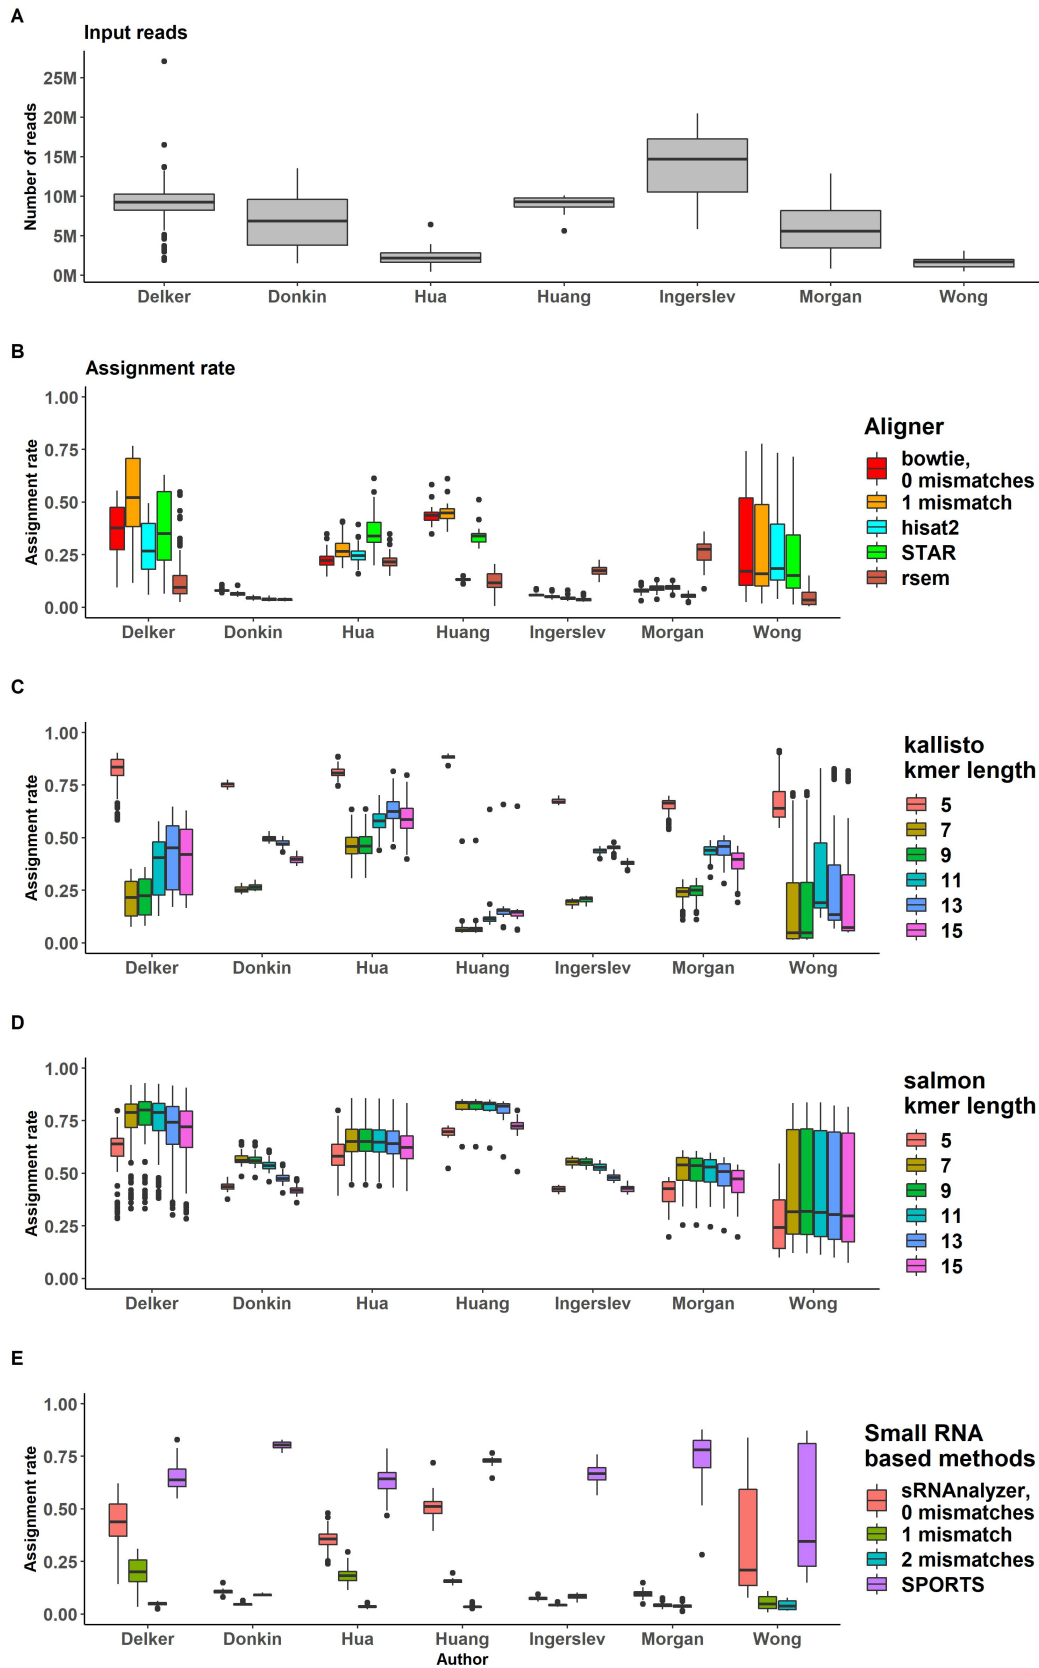 A
Input reads
Number of reads
25M
20M
15M
10M
5M
0M
Delker Donkin Hua Huang Ingerslev Morgan Wong
B
Assignment rate
Assignment rate
1.00
0.75
0.50
0.25
0.00
Delker Donkin Hua Huang Ingerslev Morgan Wong
Aligner
bowtie,
0 mismatches
1 mismatch
hisat2
STAR
rsem
C
Assignment rate
1.00
0.75
0.50
0.25
0.00
Delker Donkin Hua Huang Ingerslev Morgan Wong
kallisto
kmer length
5
7
9
11
13
15
D
Assignment rate
1.00
0.75
0.50
0.25
0.00
Delker Donkin Hua Huang Ingerslev Morgan Wong
salmon
kmer length
5
7
9
11
13
15
E
Assignment rate
1.00
0.75
0.50
0.25
0.00
Delker Donkin Hua Huang Ingerslev Morgan Wong
Author
Small RNA
based methods
sRNAnalyzer,
0 mismatches
1 mismatch
2 mismatches
SPORTS